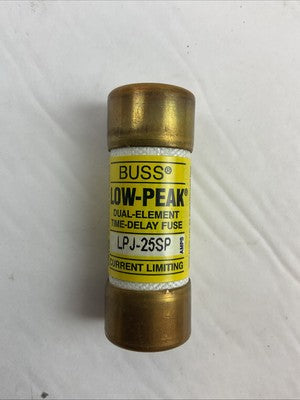 BUSS®
LOW-PEAK®
DUAL-ELEMENT
TIME-DELAY FUSE
LPJ-25SP
AMPS
CURRENT LIMITING